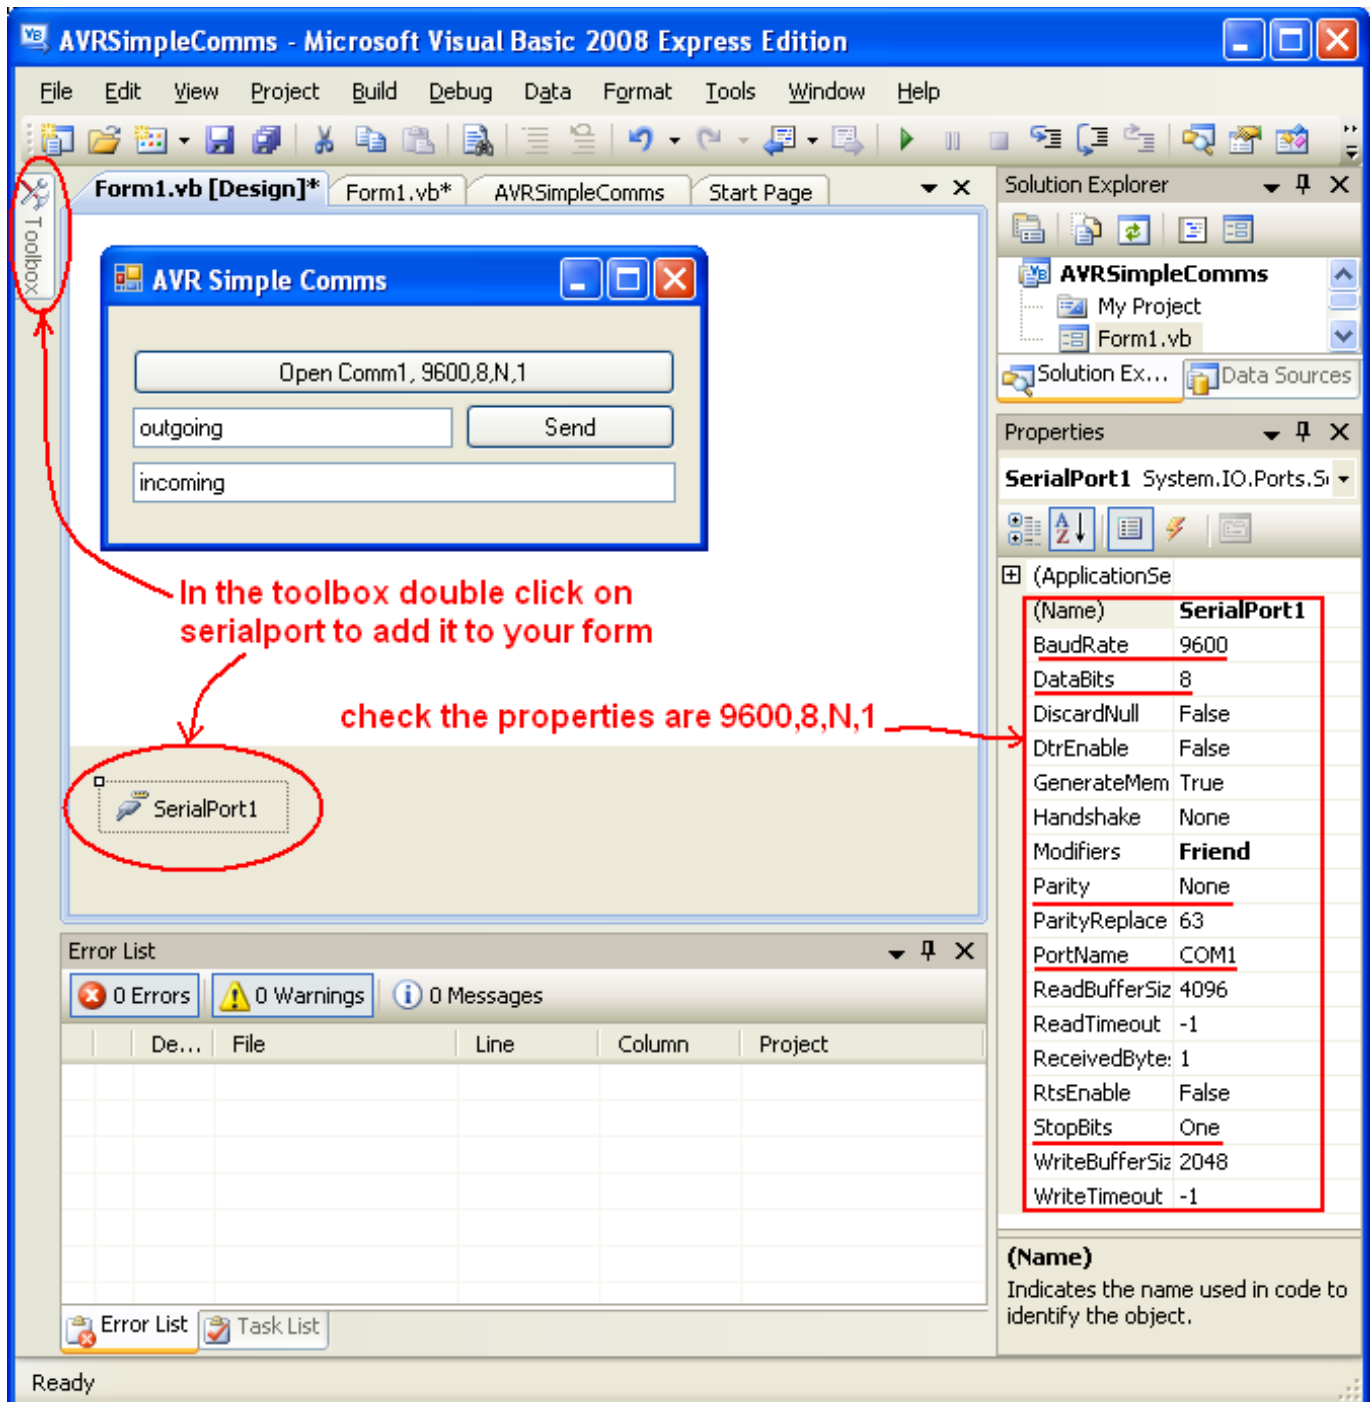 AVRSimpleComms - Microsoft Visual Basic 2008 Express Edition
File Edit View Project Build Debug Data Format Tools Window Help
Toolbox
Form1.vb [Design]* Form1.vb* AVRSimpleComms Start Page
AVR Simple Comms
Open Comm1, 9600,8,N,1
outgoing Send
incoming
In the toolbox double click on
serialport to add it to your form
check the properties are 9600,8,N,1
SerialPort1
Error List
0 Errors 0 Warnings 0 Messages
De... File Line Column Project
Error List Task List
Solution Explorer
AVRSimpleComms
My Project
Form1.vb
Solution Ex... Data Sources
Properties
SerialPort1 System.IO.Ports.S
(ApplicationSe
(Name) SerialPort1
BaudRate 9600
DataBits 8
DiscardNull False
DtrEnable False
GenerateMem True
Handshake None
Modifiers Friend
Parity None
ParityReplace 63
PortName COM1
ReadBufferSiz 4096
ReadTimeout -1
ReceivedBytes 1
RtsEnable False
StopBits One
WriteBufferSiz 2048
WriteTimeout -1
(Name)
Indicates the name used in code to
identify the object.
Ready